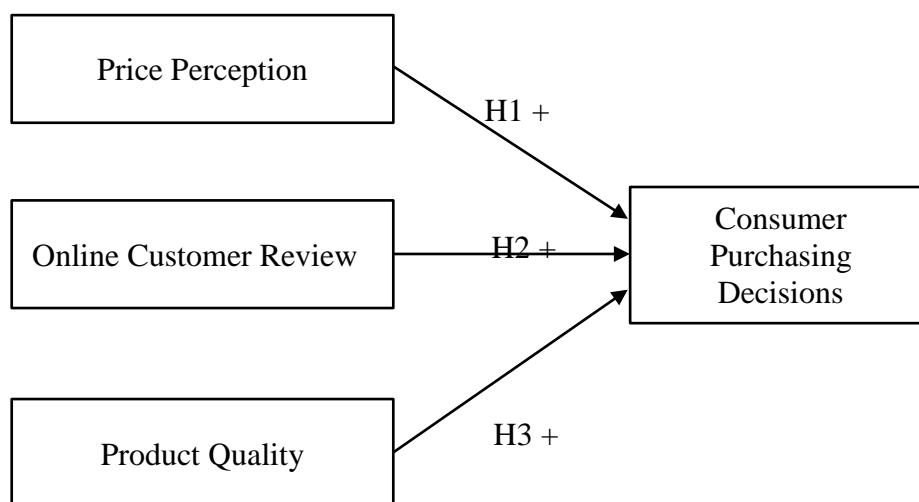 Price Perception
H1 +
Online Customer Review
H2 +
Consumer
Purchasing
Decisions
Product Quality
H3 +